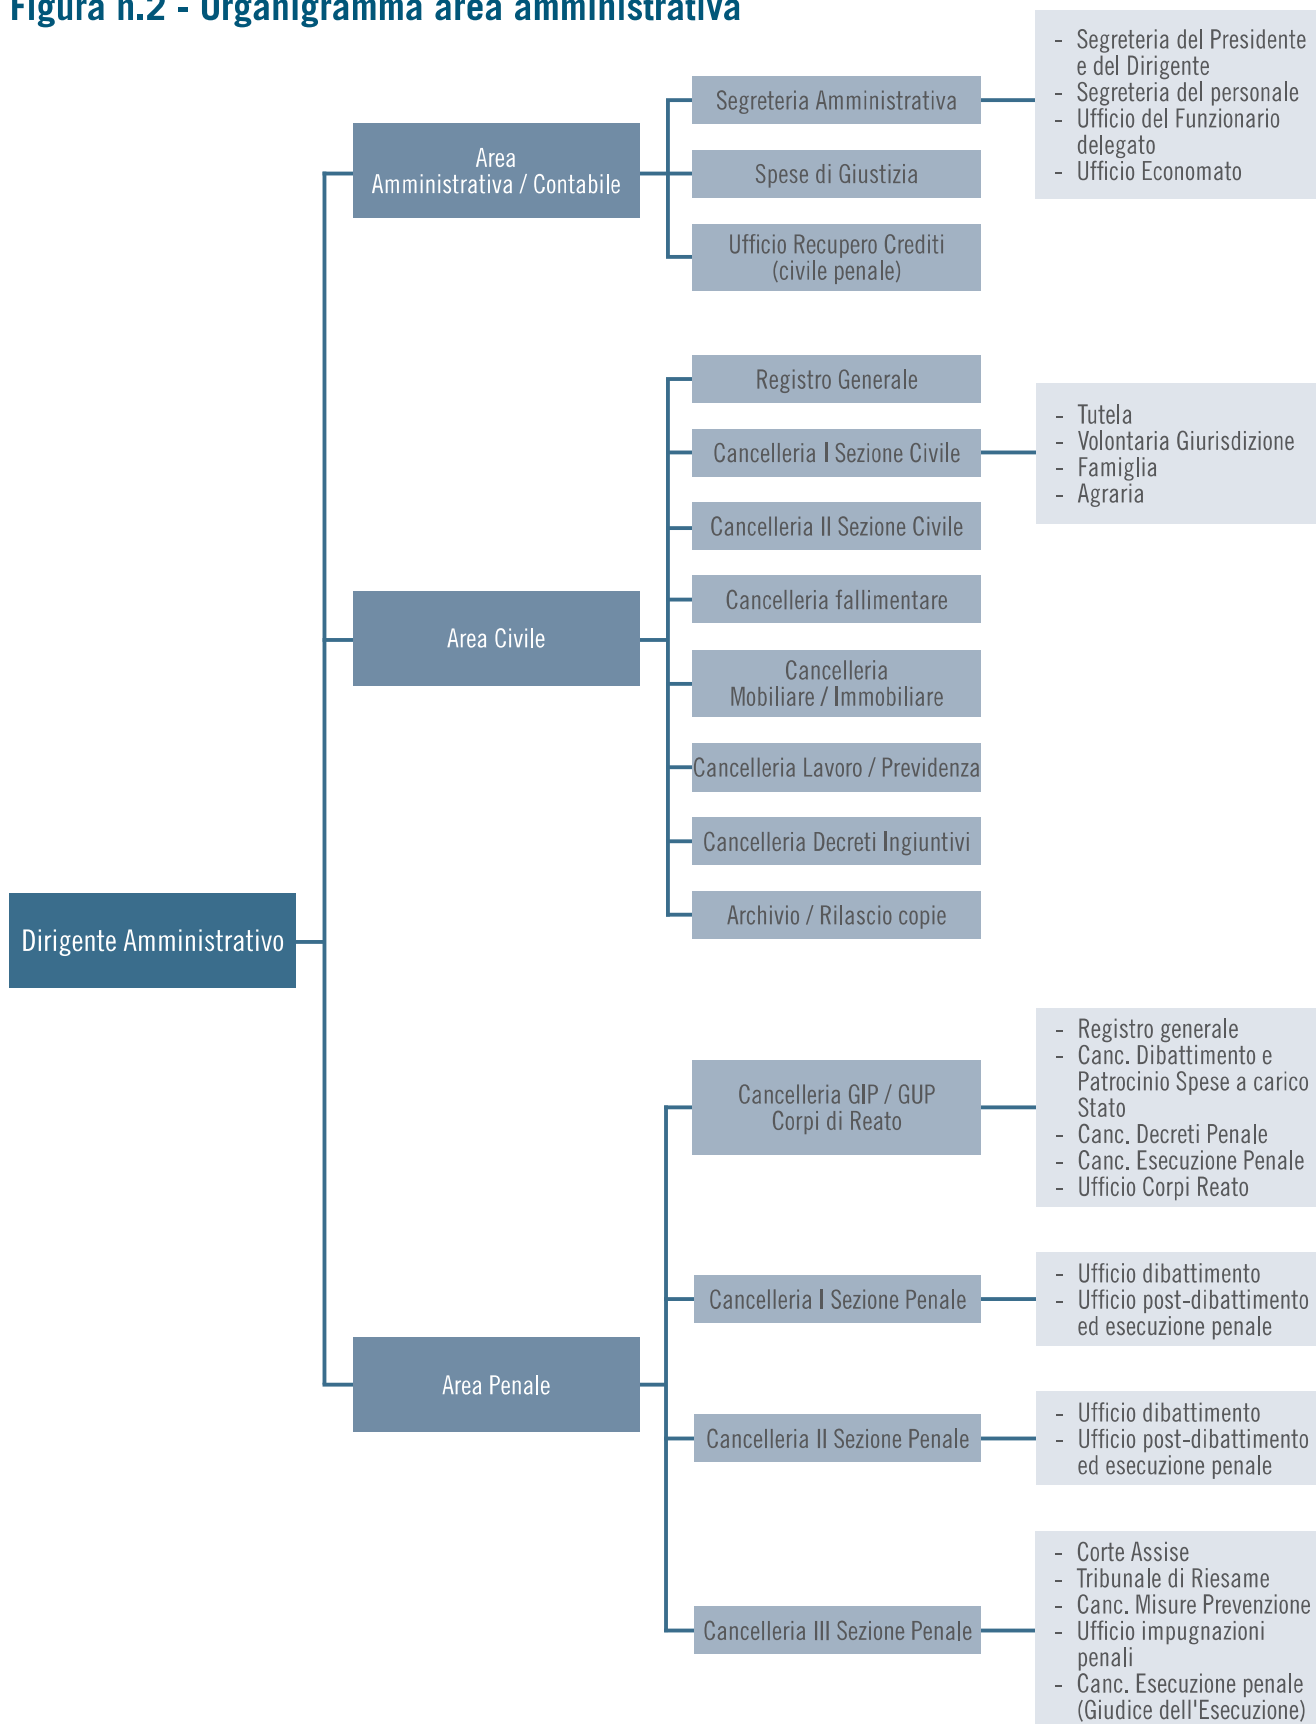 Figura n.2 - Organigramma area amministrativa
Dirigente Amministrativo
Area
Amministrativa / Contabile
Segreteria Amministrativa
- Segreteria del Presidente
e del Dirigente
- Segreteria del personale
- Ufficio del Funzionario
delegato
- Ufficio Economato
Spese di Giustizia
Ufficio Recupero Crediti
(civile penale)
Area Civile
Registro Generale
Cancelleria I Sezione Civile
- Tutela
- Volontaria Giurisdizione
- Famiglia
- Agraria
Cancelleria II Sezione Civile
Cancelleria fallimentare
Cancelleria
Mobiliare / Immobiliare
Cancelleria Lavoro / Previdenza
Cancelleria Decreti Ingiuntivi
Archivio / Rilascio copie
Area Penale
Cancelleria GIP / GUP
Corpi di Reato
- Registro generale
- Canc. Dibattimento e
Patrocinio Spese a carico
Stato
- Canc. Decreti Penale
- Canc. Esecuzione Penale
- Ufficio Corpi Reato
Cancelleria I Sezione Penale
- Ufficio dibattimento
- Ufficio post-dibattimento
ed esecuzione penale
Cancelleria II Sezione Penale
- Ufficio dibattimento
- Ufficio post-dibattimento
ed esecuzione penale
Cancelleria III Sezione Penale
- Corte Assise
- Tribunale di Riesame
- Canc. Misure Prevenzione
- Ufficio impugnazioni
penali
- Canc. Esecuzione penale
(Giudice dell'Esecuzione)